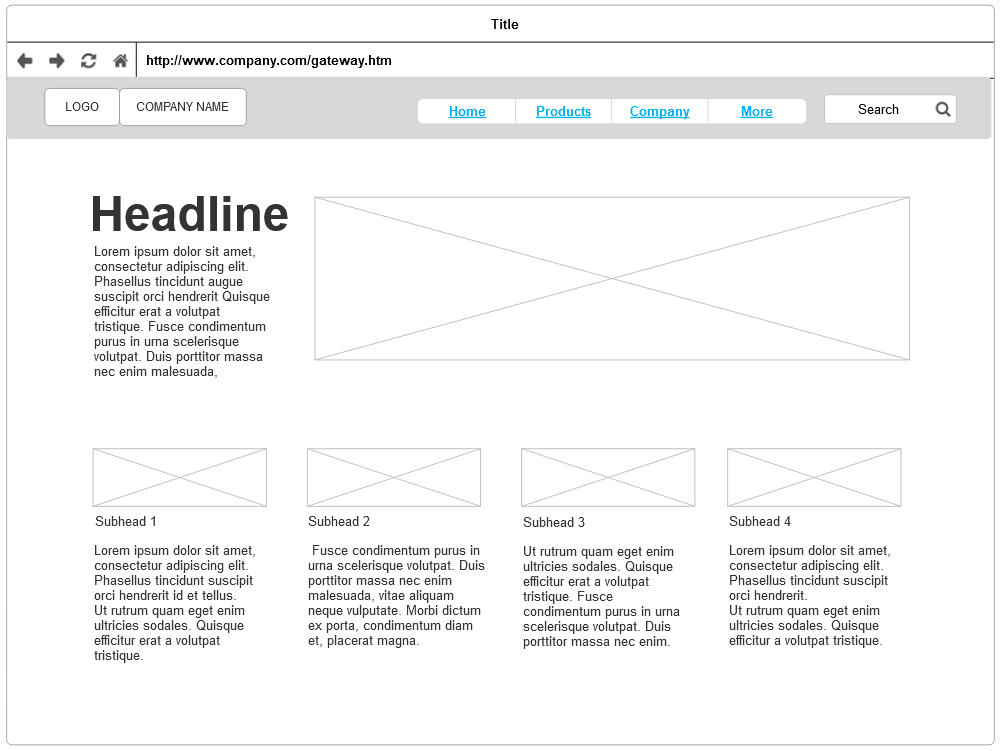 Title
http://www.company.com/gateway.htm
LOGO
COMPANY NAME
Home
Products
Company
More
Search
Headline
Lorem ipsum dolor sit amet,
consectetur adipiscing elit.
Phasellus tincidunt augue
suscipit orci hendrerit Quisque
efficitur erat a volutpat
tristique. Fusce condimentum
purus in urna scelerisque
volutpat. Duis porttitor massa
nec enim malesuada,
Subhead 1
Lorem ipsum dolor sit amet,
consectetur adipiscing elit.
Phasellus tincidunt suscipit
orci hendrerit id et tellus.
Ut rutrum quam eget enim
ultricies sodales. Quisque
efficitur erat a volutpat
tristique.
Subhead 2
Fusce condimentum purus in
urna scelerisque volutpat. Duis
porttitor massa nec enim
malesuada, vitae aliquam
neque vulputate. Morbi dictum
ex porta, condimentum diam
et, placerat magna.
Subhead 3
Ut rutrum quam eget enim
ultricies sodales. Quisque
efficitur erat a volutpat
tristique. Fusce
condimentum purus in urna
scelerisque volutpat. Duis
porttitor massa nec enim.
Subhead 4
Lorem ipsum dolor sit amet,
consectetur adipiscing elit.
Phasellus tincidunt suscipit
orci hendrerit.
Ut rutrum quam eget enim
ultricies sodales. Quisque
efficitur a volutpat tristique.